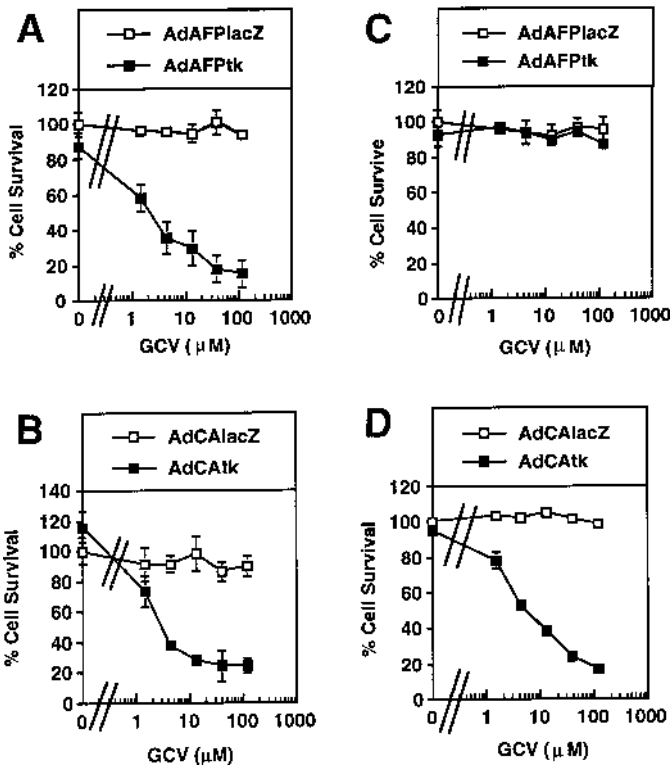 A
AdAFPlacZ
AdAFPtk
120
100
80
60
40
20
0
% Cell Survival
0 1 10 100 1000
GCV (μM)
C
AdAFPlacZ
AdAFPtk
120
100
80
60
40
20
0
% Cell Survive
0 1 10 100 1000
GCV (μM)
B
AdCAlacZ
AdCAtk
140
120
100
80
60
40
20
0
% Cell Survival
0 1 10 100 1000
GCV (μM)
D
AdCAlacZ
AdCAtk
120
100
80
60
40
20
0
% Cell Survival
0 1 10 100 1000
GCV (μM)